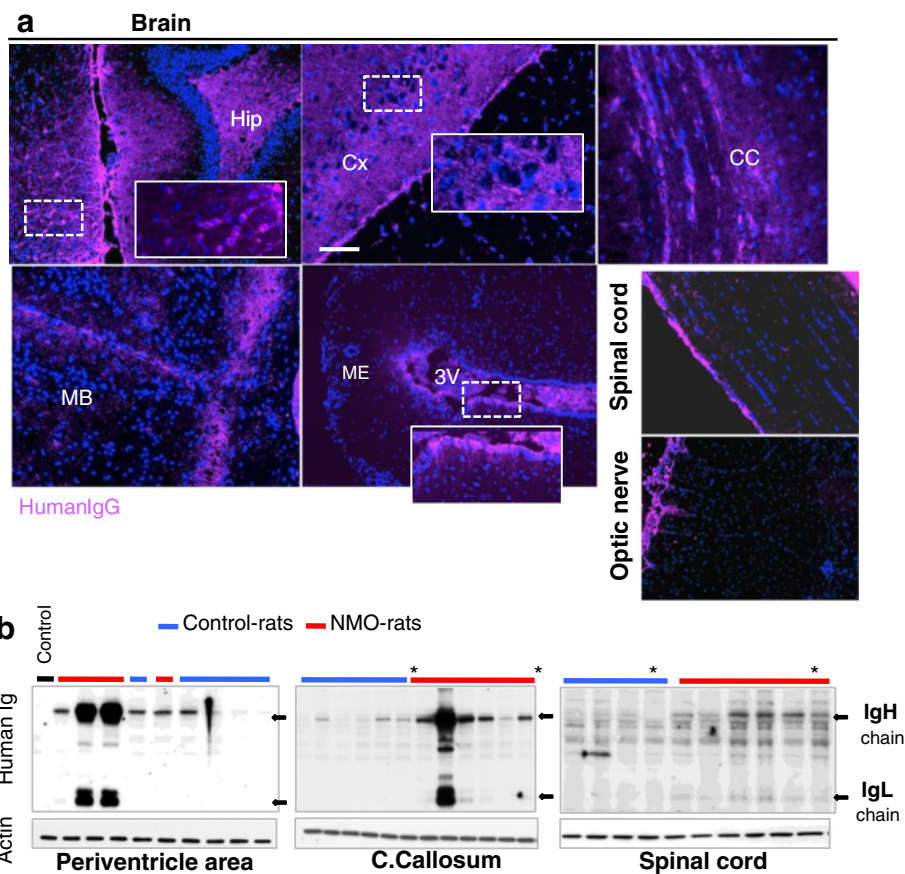 a
Brain
Hip
Cx
CC
MB
ME
3V
Spinal cord
Optic nerve
HumanIgG
b
Control
Control-rats
NMO-rats
* * * *
Human Ig
IgH
chain
IgL
chain
Actin
Periventricle area
C.Callosum
Spinal cord